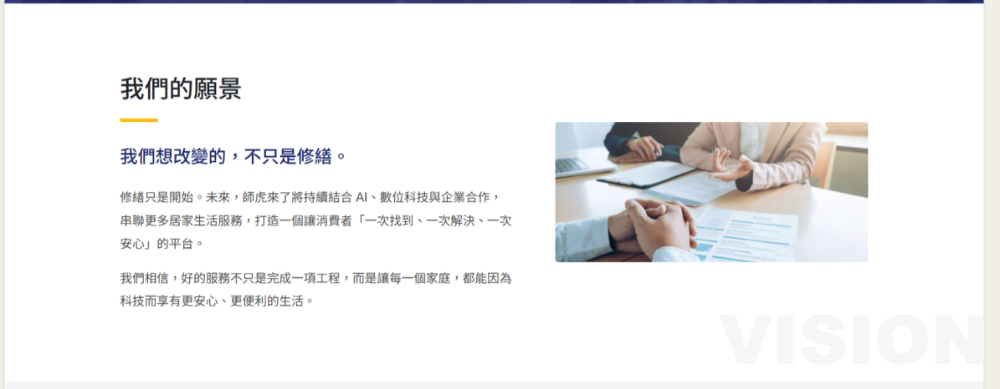 我們的願景
我們想改變的，不只是修繕。
修繕只是開始。未來，師虎來了將持續結合 AI、數位科技與企業合作，
串聯更多居家生活服務，打造一個讓消費者「一次找到、一次解決、一次
安心」的平台。
我們相信，好的服務不只是完成一項工程，而是讓每一個家庭，都能因為
科技而享有更安心、更便利的生活。
VISION